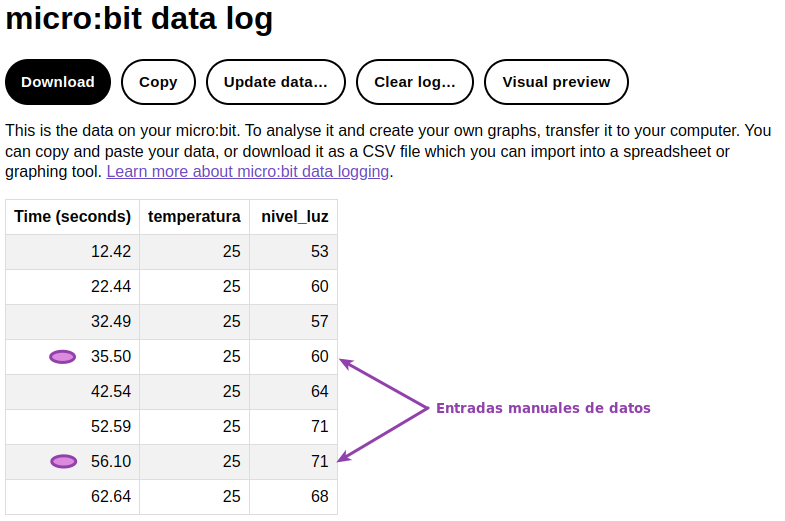 micro:bit data log
Download Copy Update data... Clear log... Visual preview
This is the data on your micro:bit. To analyse it and create your own graphs, transfer it to your computer. You
can copy and paste your data, or download it as a CSV file which you can import into a spreadsheet or
graphing tool. Learn more about micro:bit data logging.
Time (seconds) temperatura nivel_luz
12.42 25 53
22.44 25 60
32.49 25 57
35.50 25 60
42.54 25 64
Entradas manuales de datos
52.59 25 71
56.10 25 71
62.64 25 68